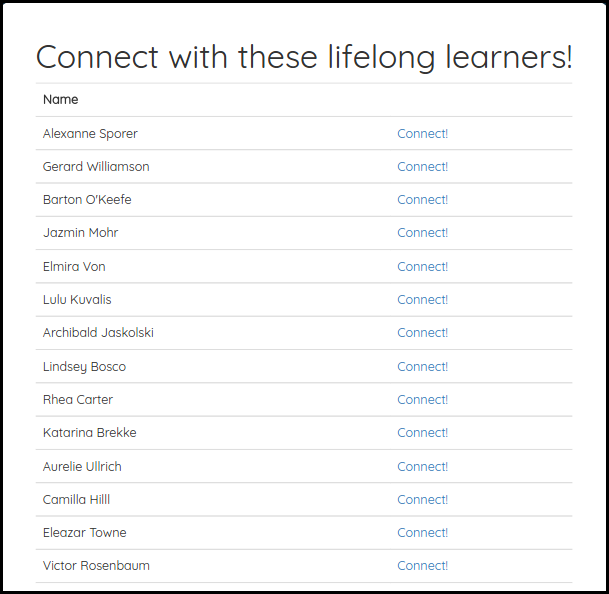 Connect with these lifelong learners!
Name
Alexanne Sporer Connect!
Gerard Williamson Connect!
Barton O'Keefe Connect!
Jazmin Mohr Connect!
Elmira Von Connect!
Lulu Kuvalis Connect!
Archibald Jaskolski Connect!
Lindsey Bosco Connect!
Rhea Carter Connect!
Katarina Brekke Connect!
Aurelie Ullrich Connect!
Camilla Hilll Connect!
Eleazar Towne Connect!
Victor Rosenbaum Connect!